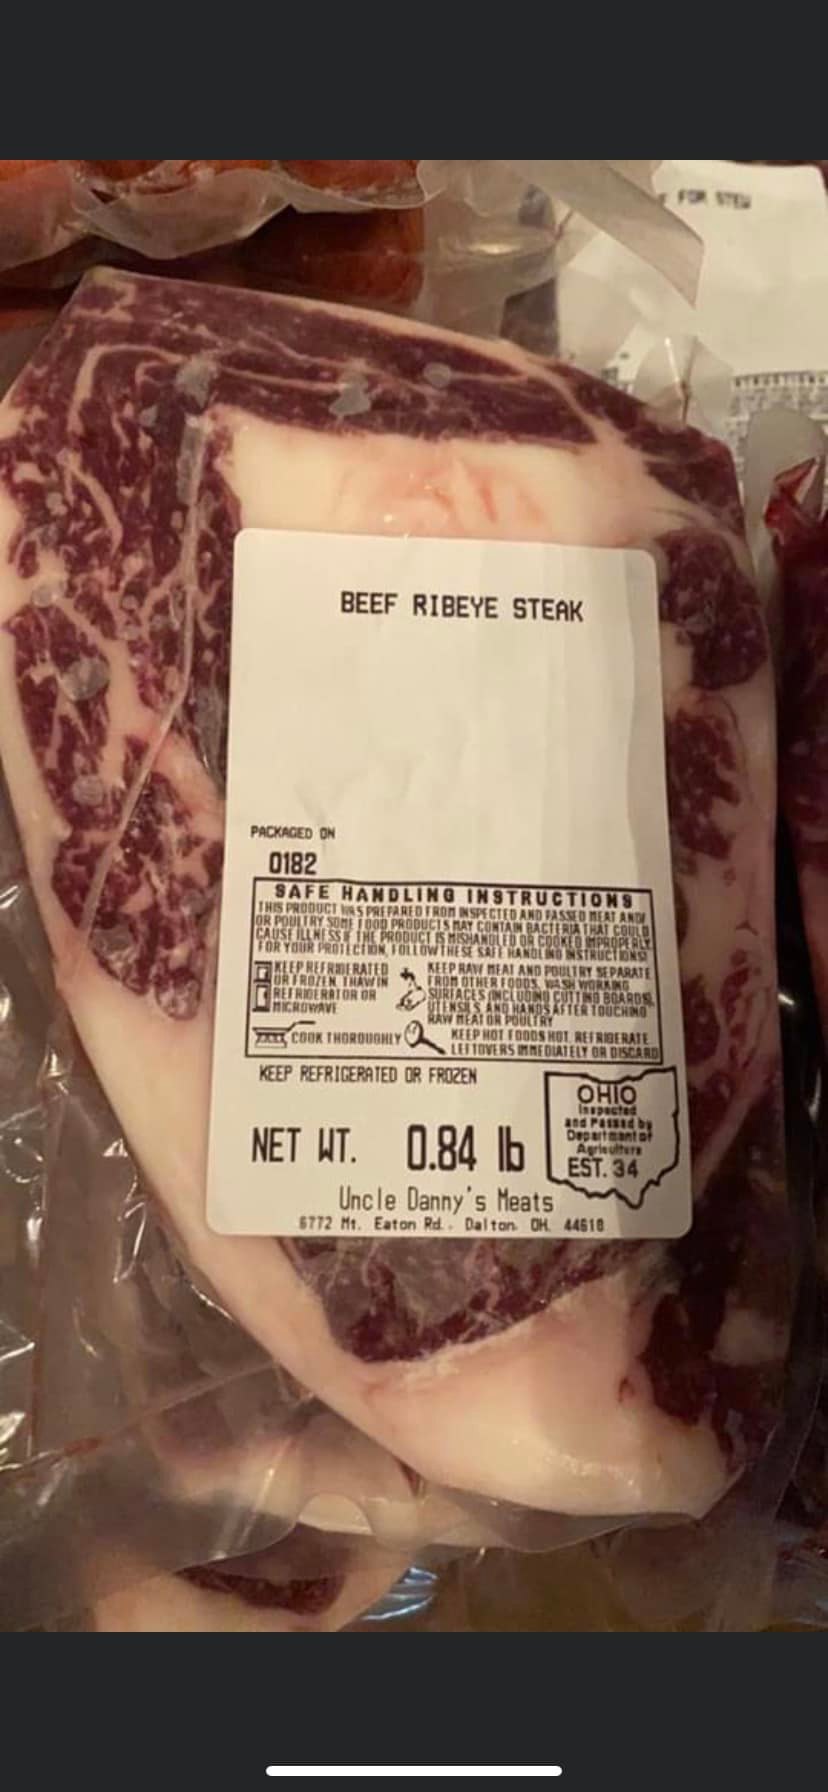 FOR STEW
BEEF RIBEYE STEAK
PACKAGED ON
0182
SAFE HANDLING INSTRUCTIONS
THIS PRODUCT WAS PREPARED FROM INSPECTED AND PASSED MEAT AND/
OR POULTRY SOME FOOD PRODUCTS MAY CONTAIN BACTERIA THAT COULD
CAUSE ILLNESS IF THE PRODUCT IS MISHANDLED OR COOKED IMPROPERLY.
FOR YOUR PROTECTION, FOLLOW THESE SAFE HANDLING INSTRUCTIONS!
KEEP REFRIGERATED
OR FROZEN. THAW IN
REFRIGERATOR OR
MICROWAVE
KEEP RAW MEAT AND POULTRY SEPARATE
FROM OTHER FOODS. WASH WORKING
SURFACES (INCLUDING CUTTING BOARDS),
UTENSILS AND HANDS AFTER TOUCHING
RAW MEAT OR POULTRY
COOK THOROUGHLY
KEEP HOT FOODS HOT. REFRIGERATE
LEFTOVERS IMMEDIATELY OR DISCARD
KEEP REFRIGERATED OR FROZEN
NET WT. 0.84 lb
OHIO
Inspected
and Passed by
Department of
Agriculture
EST. 34
Uncle Danny's Meats
6772 Mt. Eaton Rd.. Dalton OH. 44618